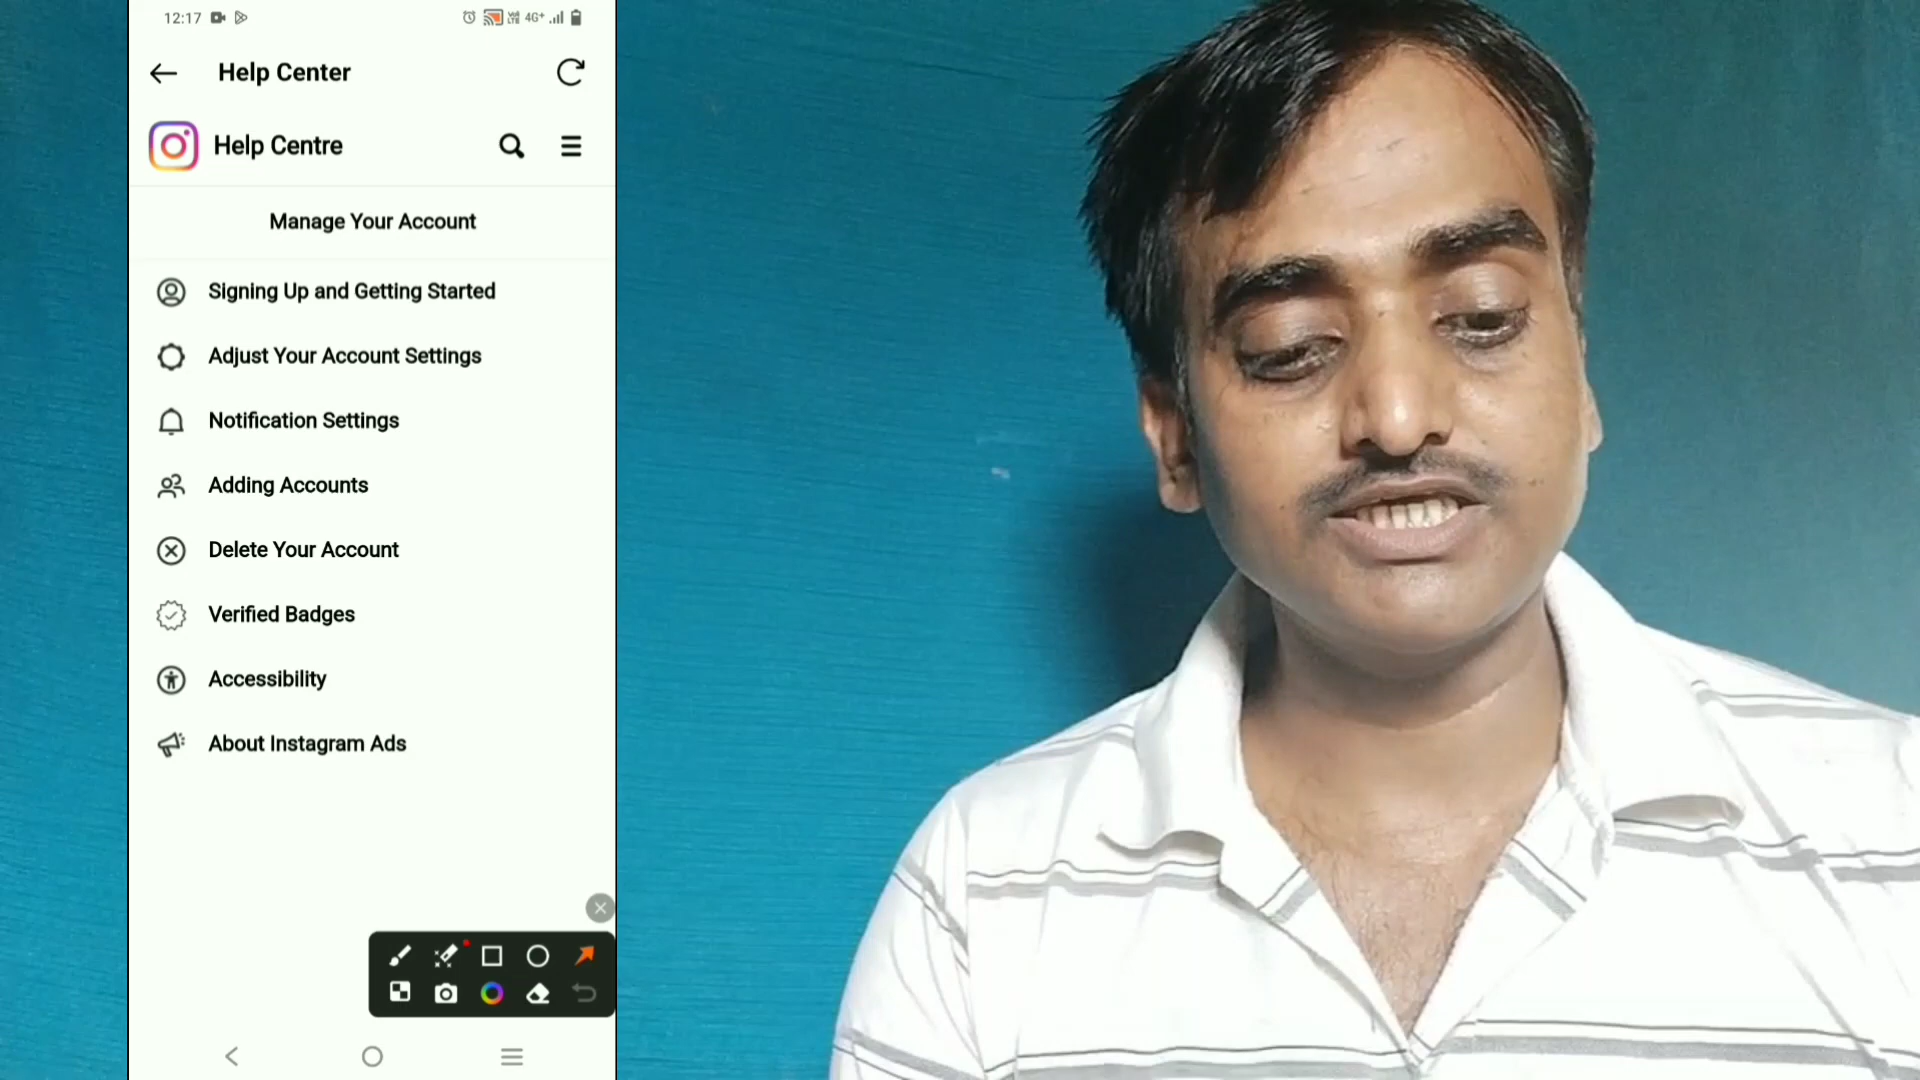 12:17
4G+
Help Center
Help Centre
Manage Your Account
Signing Up and Getting Started
Adjust Your Account Settings
Notification Settings
Adding Accounts
Delete Your Account
Verified Badges
Accessibility
About Instagram Ads